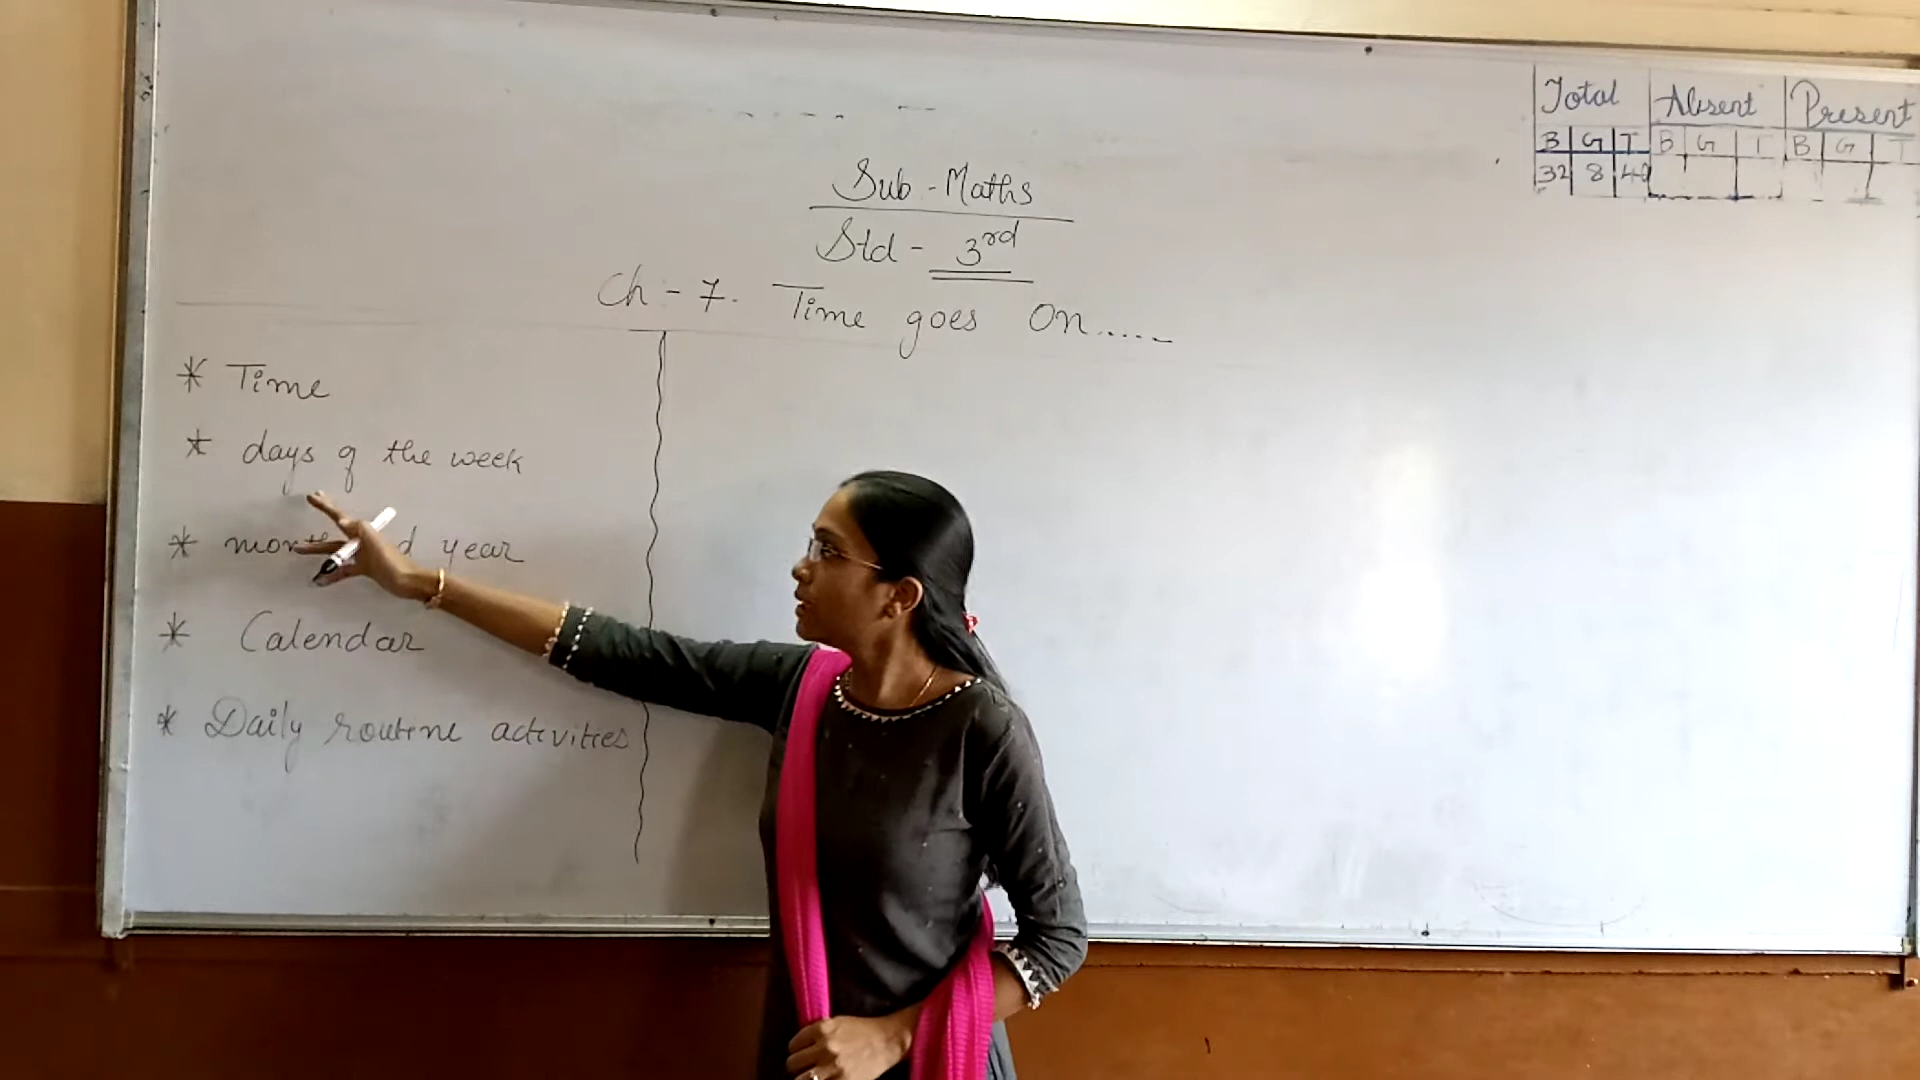 Total Absent Present
B G T B G T B G T
32 8 40
Sub - Maths
Std - 3rd
Ch - 7. Time goes On.....
* Time
* days of the week
* year
* Calendar
* Daily routine activities